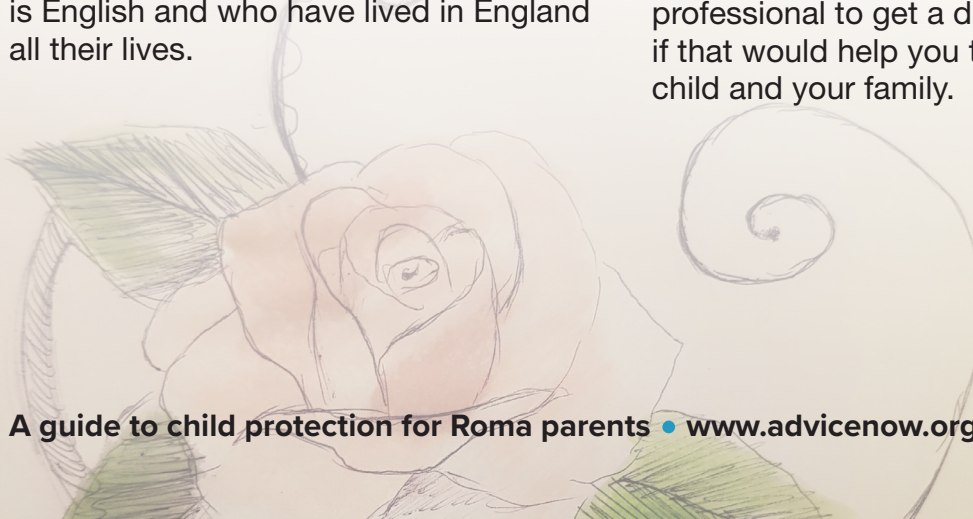 is English and who have lived in England
all their lives.
professional to get a d
if that would help you t
child and your family.
A guide to child protection for Roma parents • www.advicenow.org